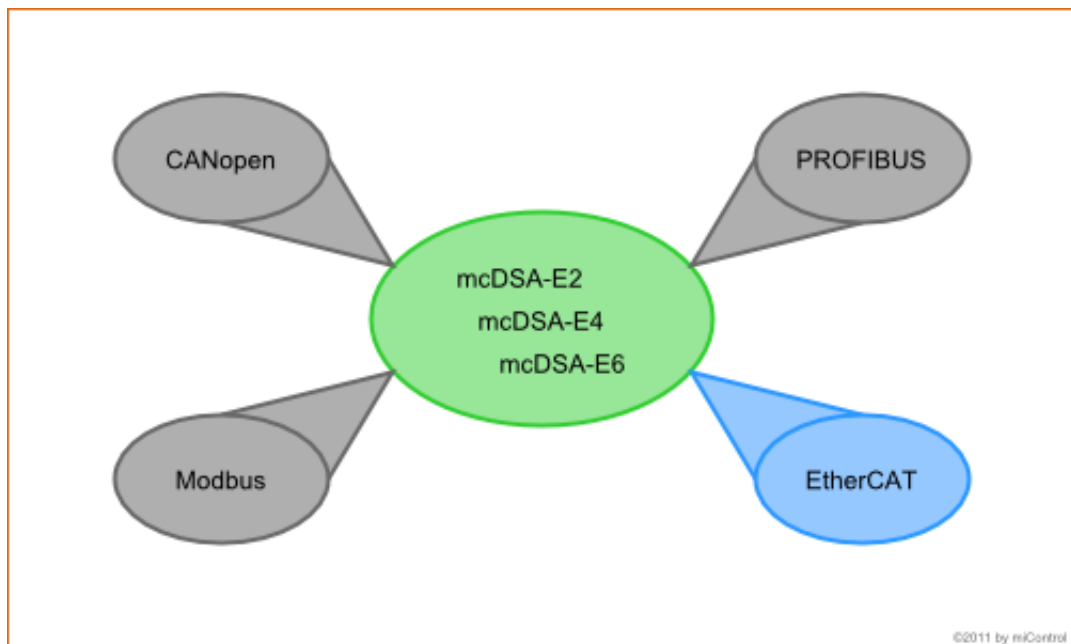 CANopen
PROFIBUS
mcDSA-E2
mcDSA-E4
mcDSA-E6
Modbus
EtherCAT
©2011 by miControl